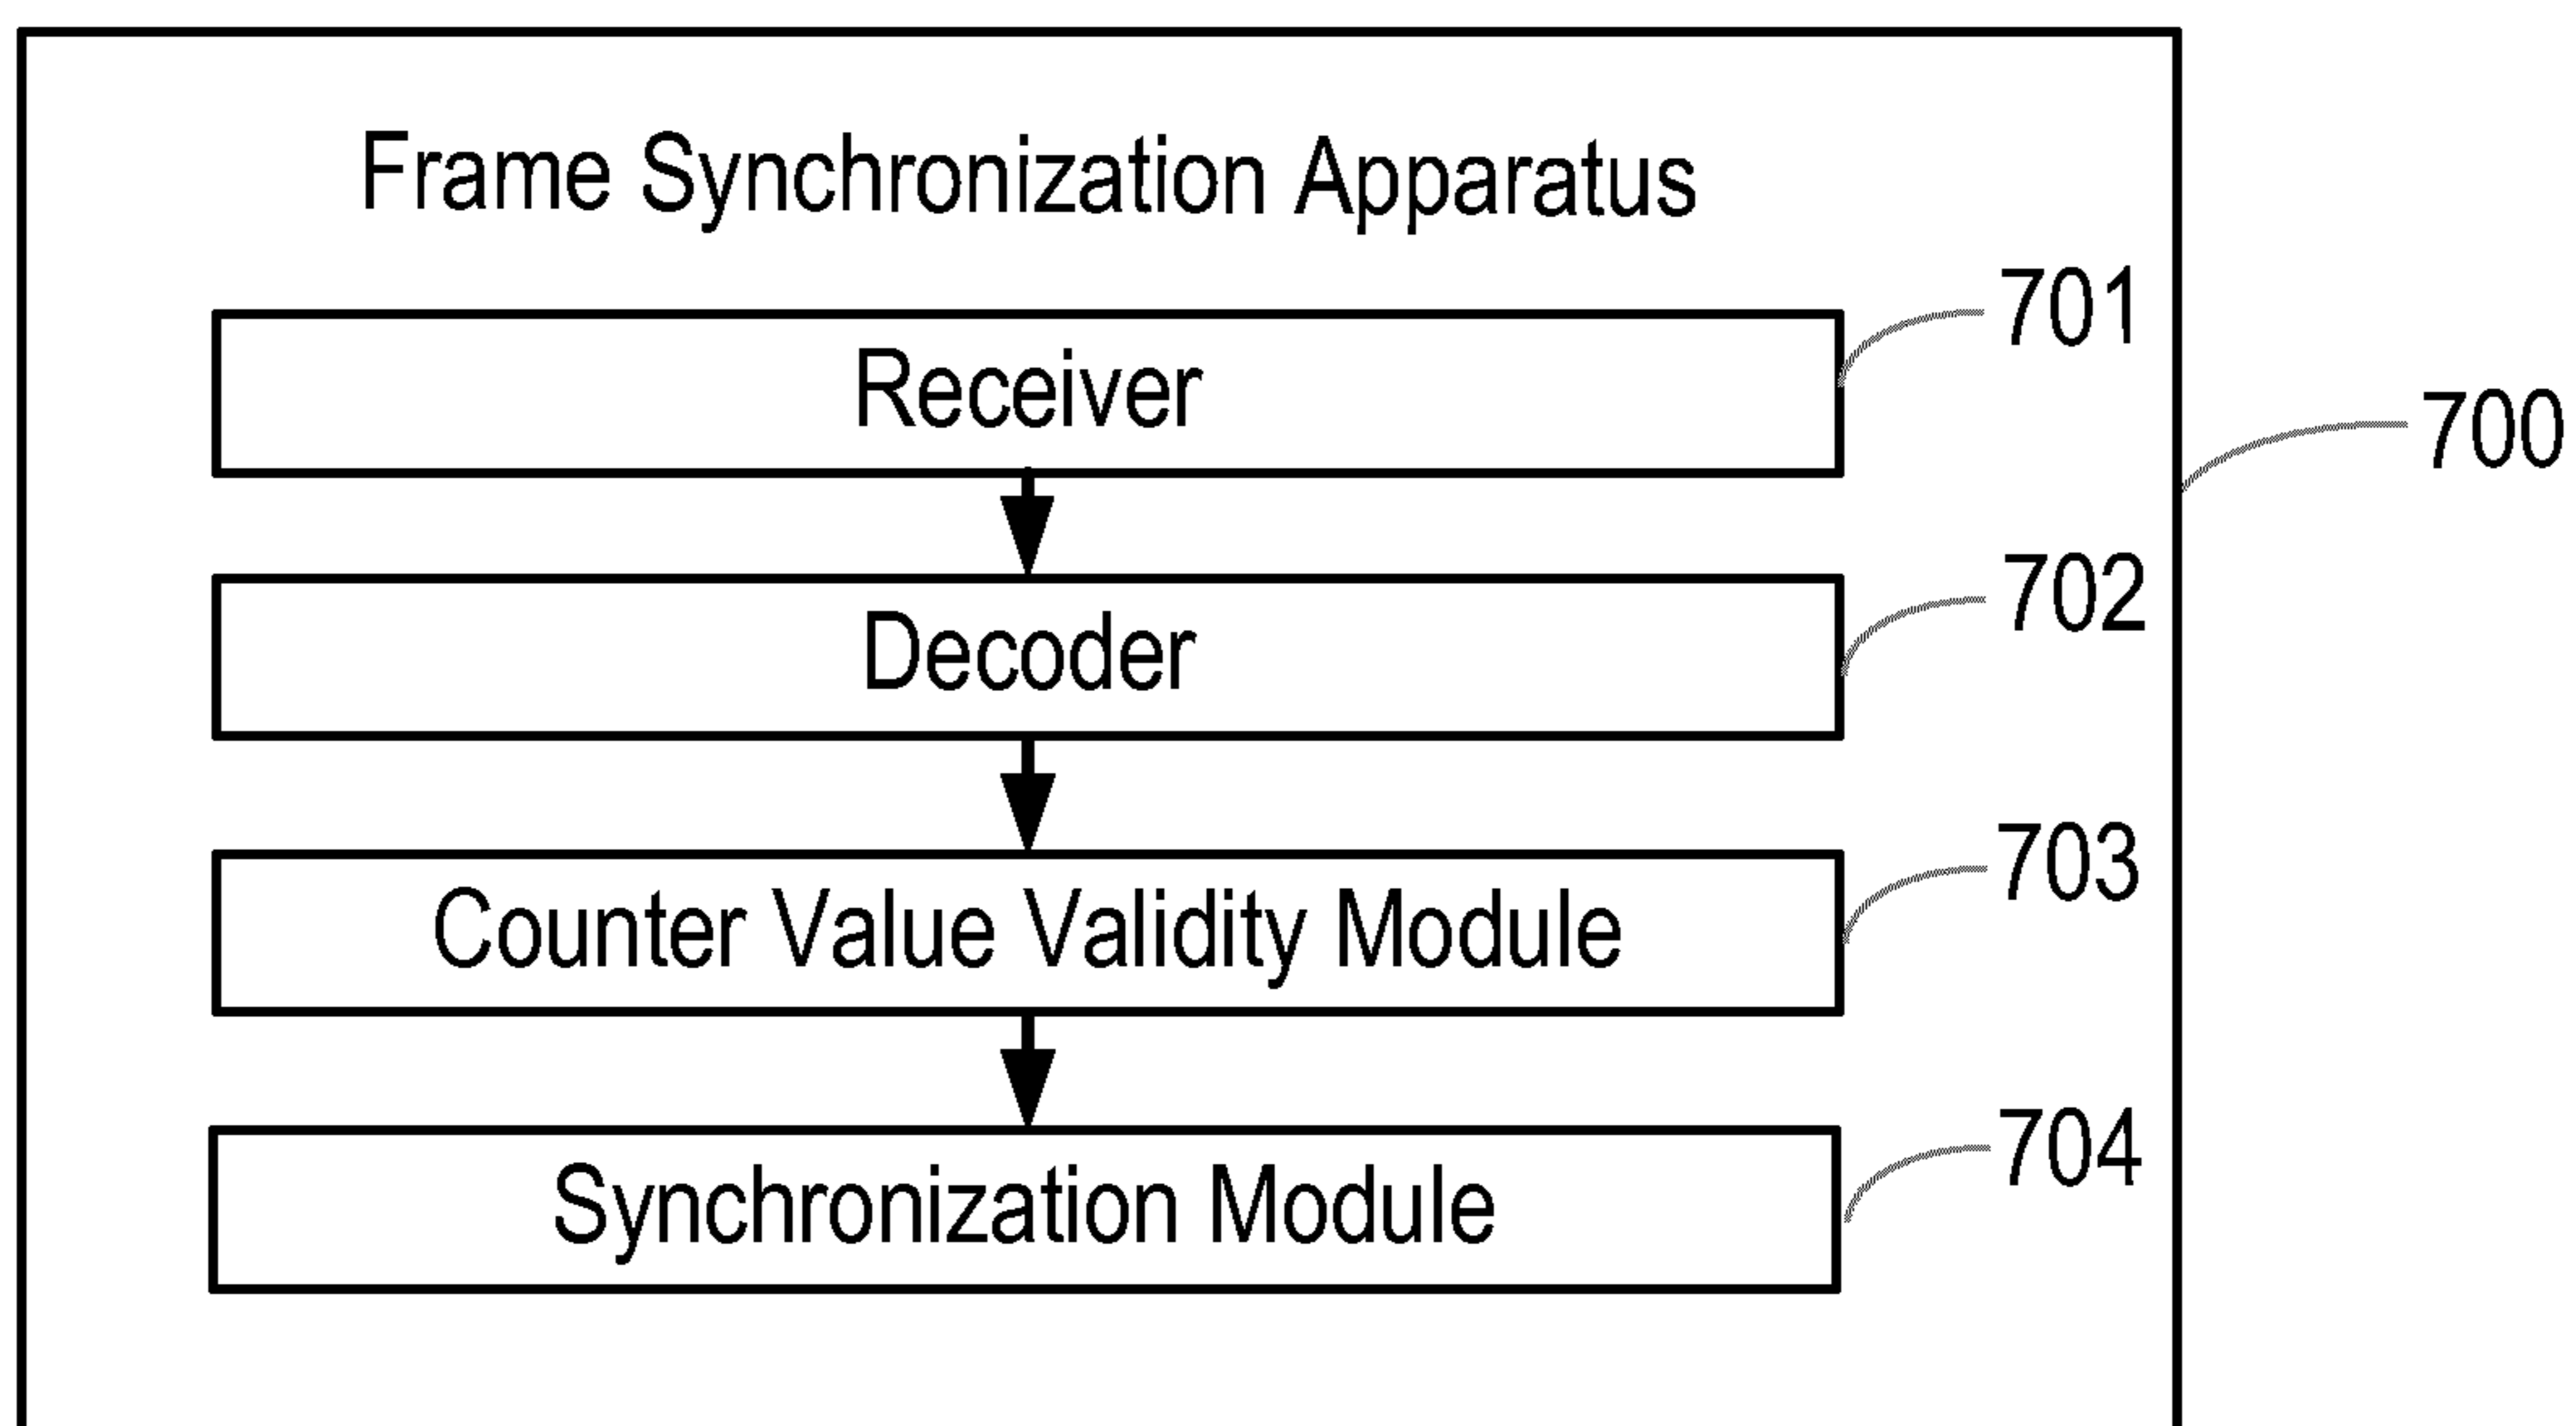 Frame Synchronization Apparatus
701
Receiver
700
702
Decoder
703
Counter Value Validity Module
704
Synchronization Module